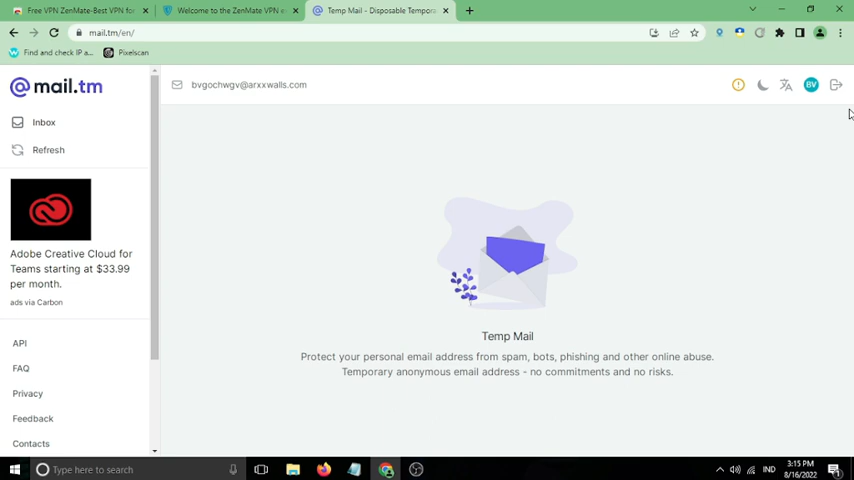 Free VPN ZenMate-Best VPN for
Welcome to the ZenMate VPN e
Temp Mail - Disposable Tempora
mail.tm/en/
Find and check IP a...
Pixelscan
@mail.tm
bvgochwgv@arxxwalls.com
BV
Inbox
Refresh
Adobe Creative Cloud for
Teams starting at $33.99
per month.
ads via Carbon
Temp Mail
Protect your personal email address from spam, bots, phishing and other online abuse.
Temporary anonymous email address - no commitments and no risks.
API
FAQ
Privacy
Feedback
Contacts
Type here to search
IND
3:15 PM
8/16/2022
1